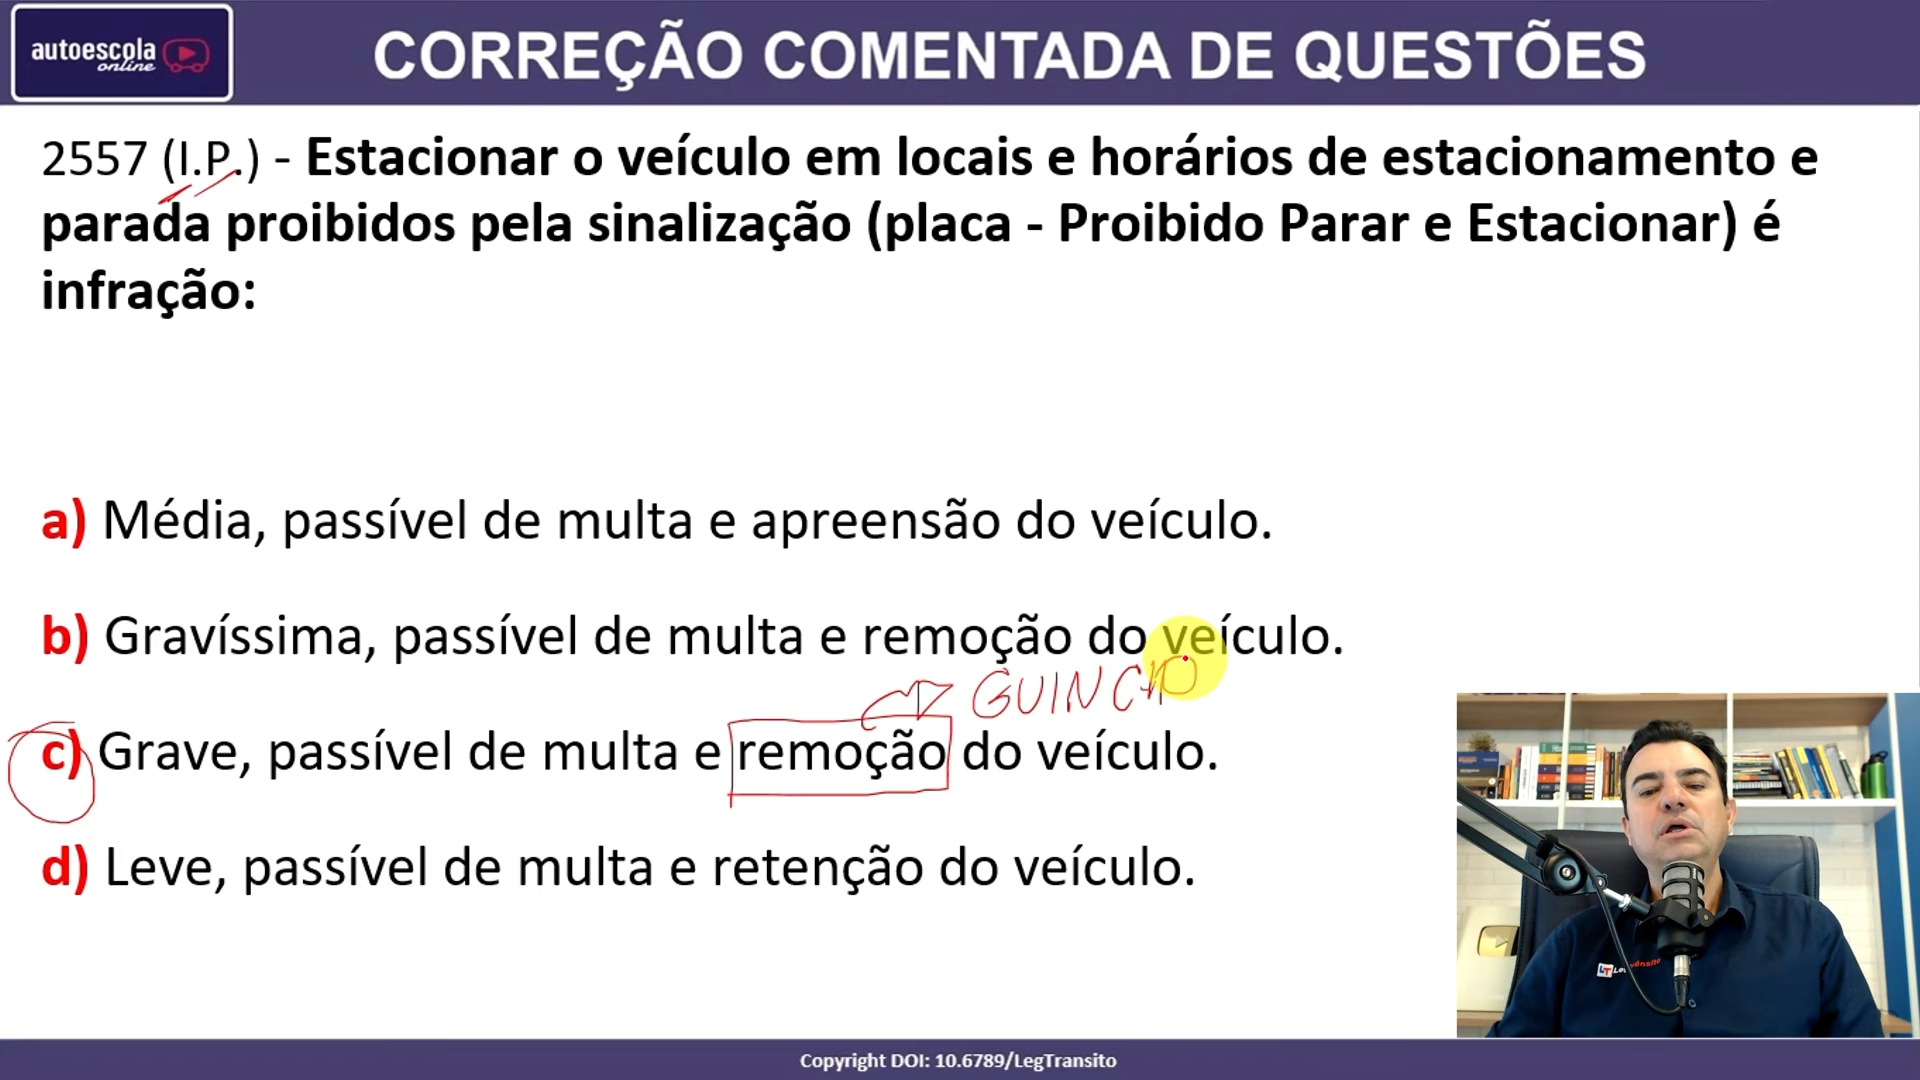 autoescola
online
CORREÇÃO COMENTADA DE QUESTÕES
2557 (I.P.) - Estacionar o veículo em locais e horários de estacionamento e
parada proibidos pela sinalização (placa - Proibido Parar e Estacionar) é
infração:
a) Média, passível de multa e apreensão do veículo.
b) Gravíssima, passível de multa e remoção do veículo.
GUINCHO
c) Grave, passível de multa e remoção do veículo.
d) Leve, passível de multa e retenção do veículo.
Copyright DOI: 10.6789/LegTransito